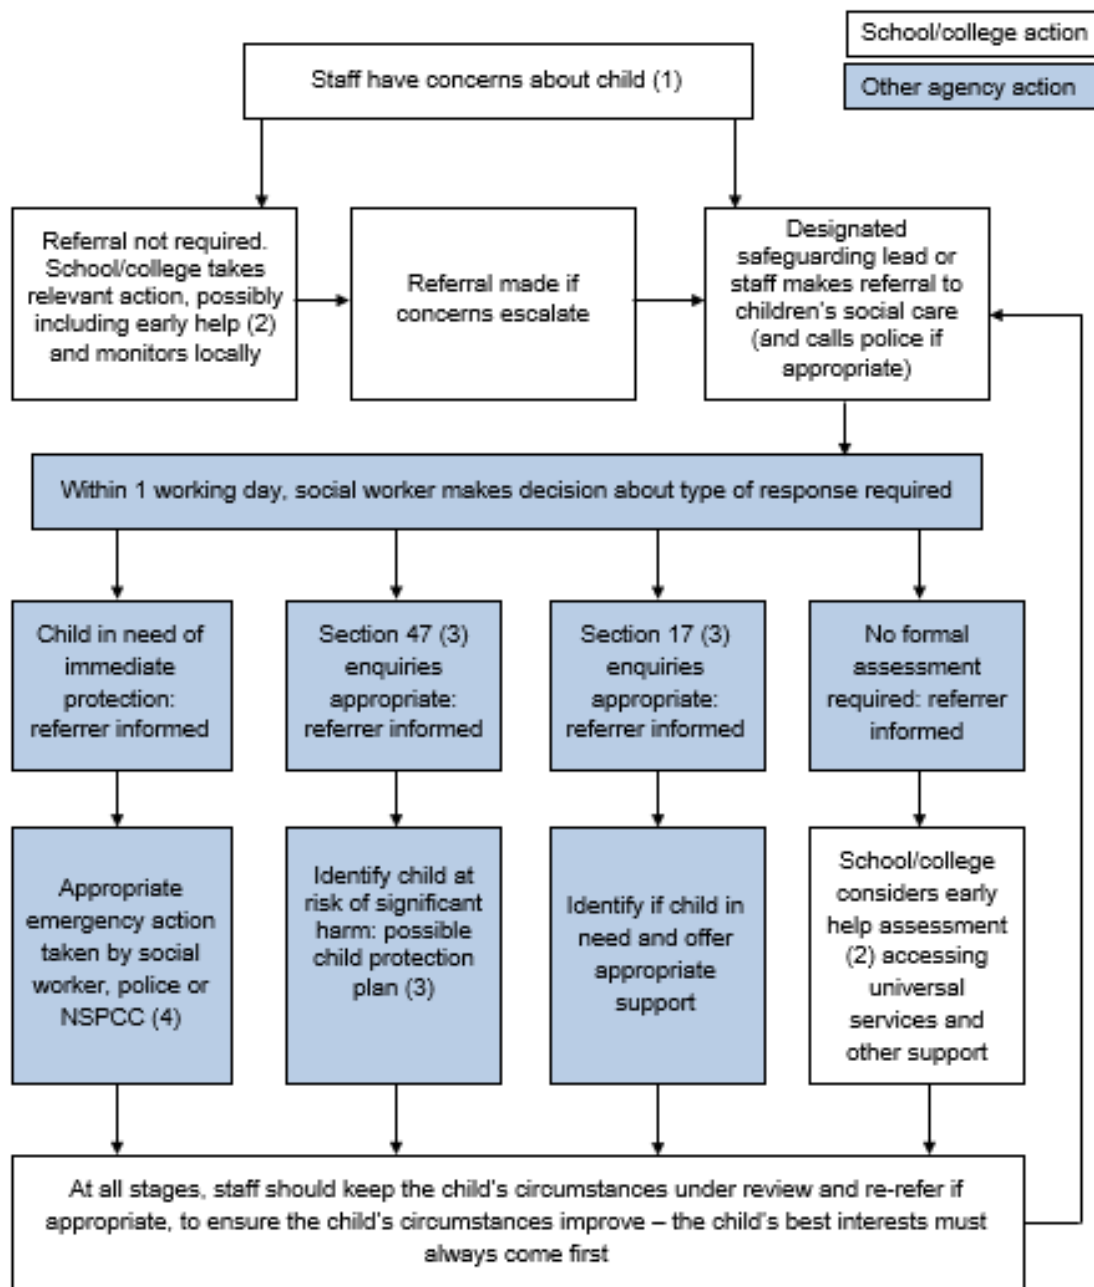 School/college action
Other agency action
Staff have concerns about child (1)
Referral not required.
School/college takes
relevant action, possibly
including early help (2)
and monitors locally
Referral made if
concerns escalate
Designated
safeguarding lead or
staff makes referral to
children’s social care
(and calls police if
appropriate)
Within 1 working day, social worker makes decision about type of response required
Child in need of
immediate
protection:
referrer informed
Section 47 (3)
enquiries
appropriate:
referrer informed
Section 17 (3)
enquiries
appropriate:
referrer informed
No formal
assessment
required: referrer
informed
Appropriate
emergency action
taken by social
worker, police or
NSPCC (4)
Identify child at
risk of significant
harm: possible
child protection
plan (3)
Identify if child in
need and offer
appropriate
support
School/college
considers early
help assessment
(2) accessing
universal
services and
other support
At all stages, staff should keep the child’s circumstances under review and re-refer if
appropriate, to ensure the child’s circumstances improve – the child’s best interests must
always come first